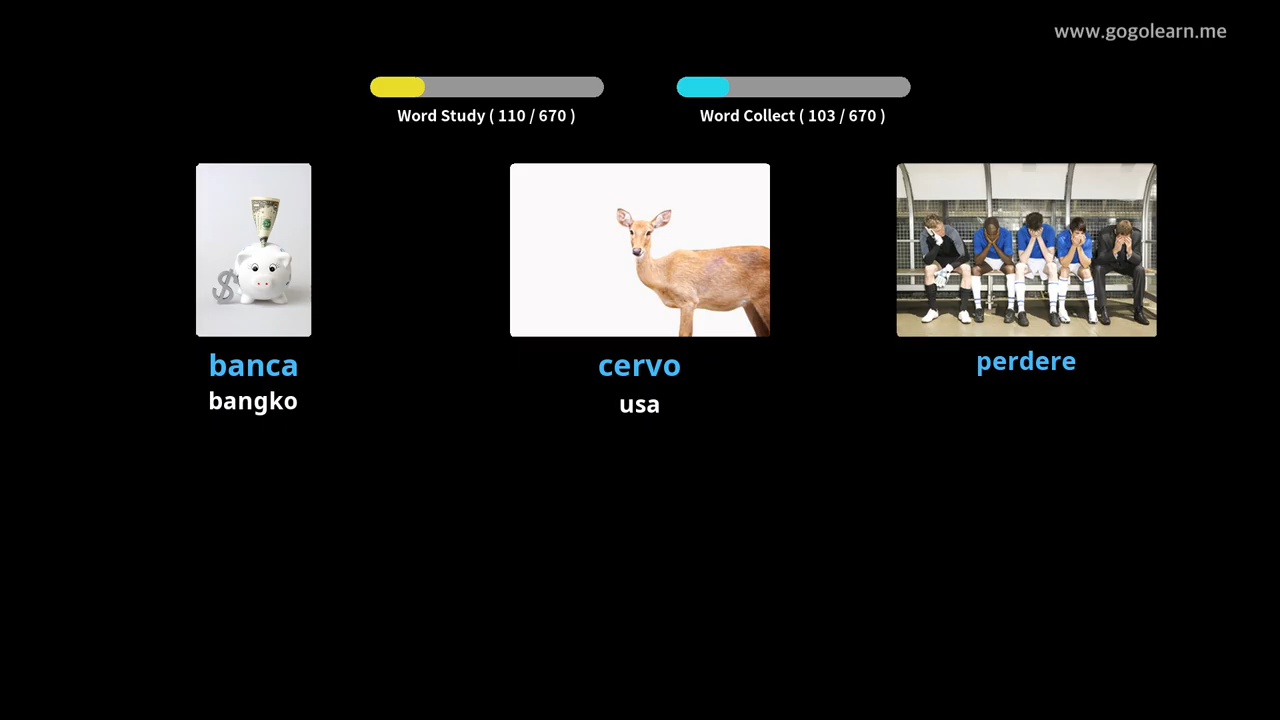 www.gogolearn.me
Word Study ( 110 / 670 )
Word Collect ( 103 / 670 )
banca
bangko
cervo
usa
perdere